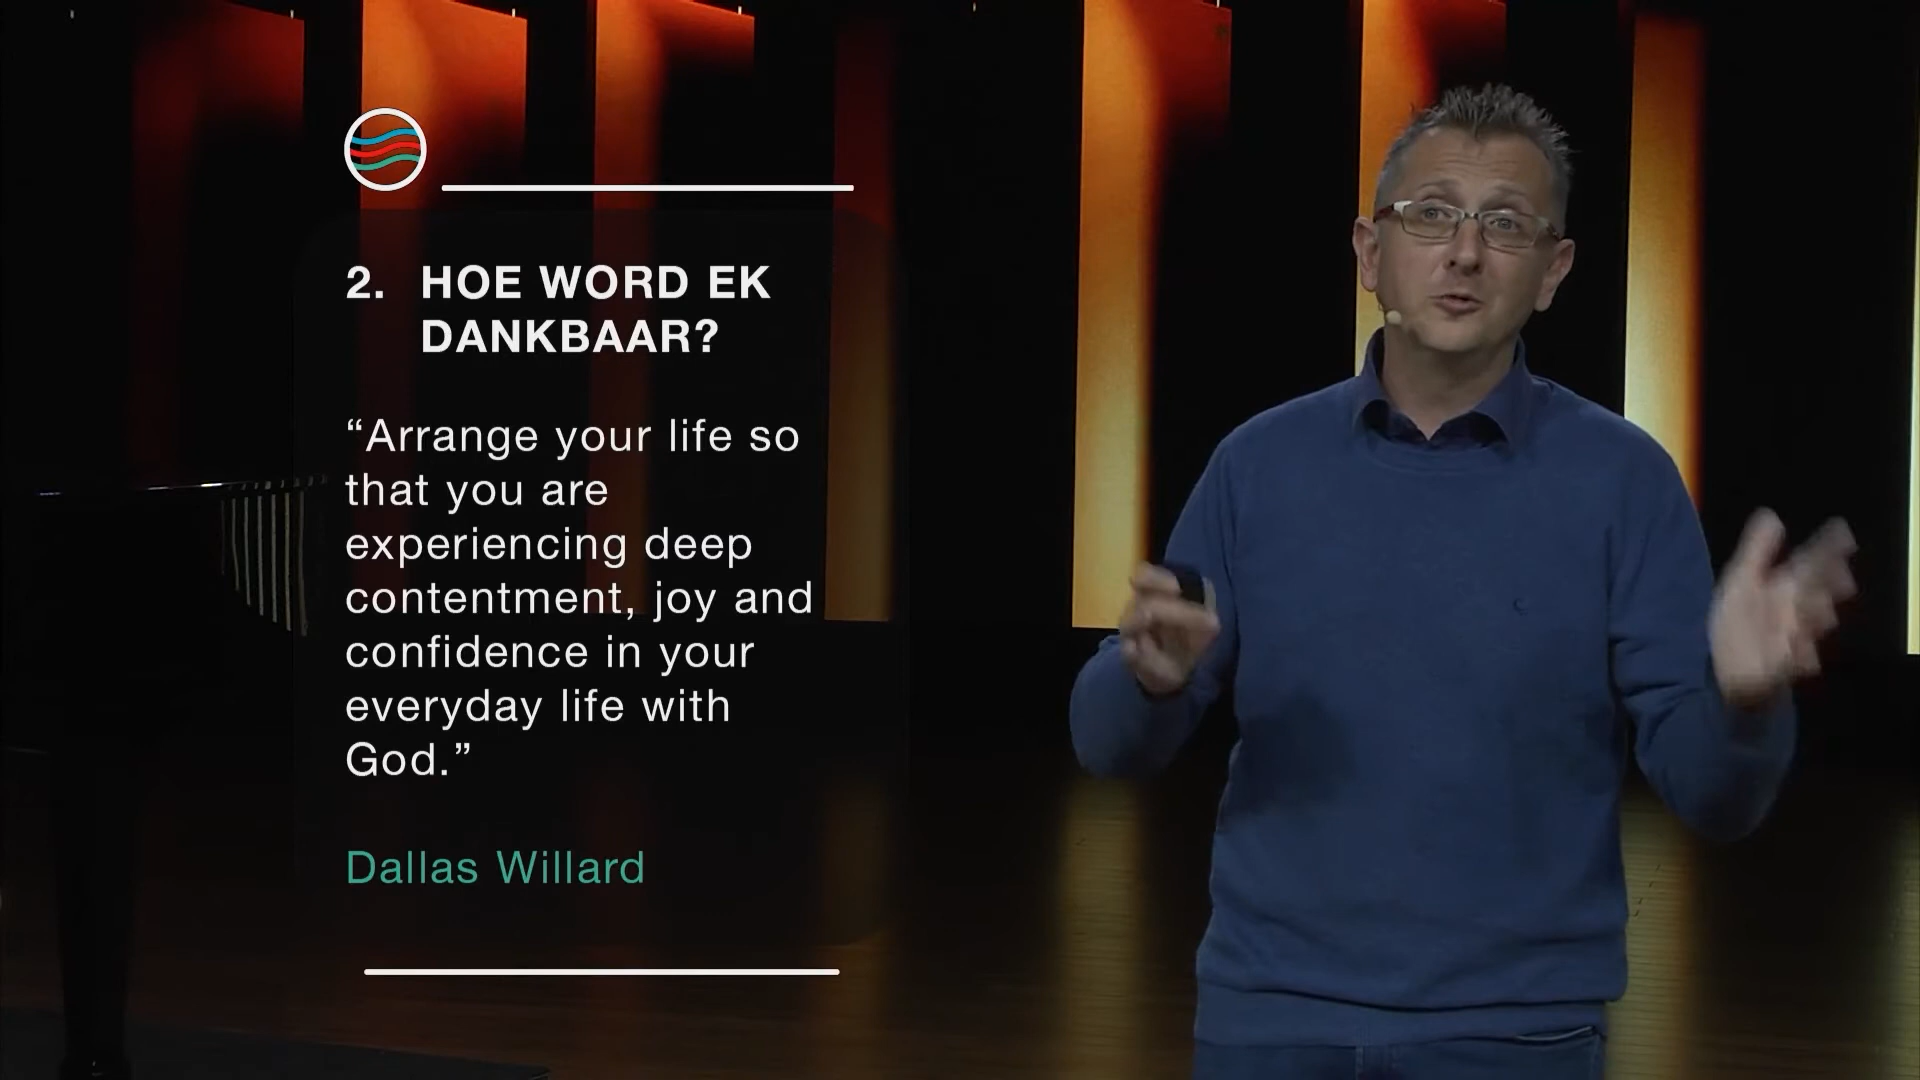 2. HOE WORD EK
DANKBAAR?
“Arrange your life so
that you are
experiencing deep
contentment, joy and
confidence in your
everyday life with
God.”
Dallas Willard